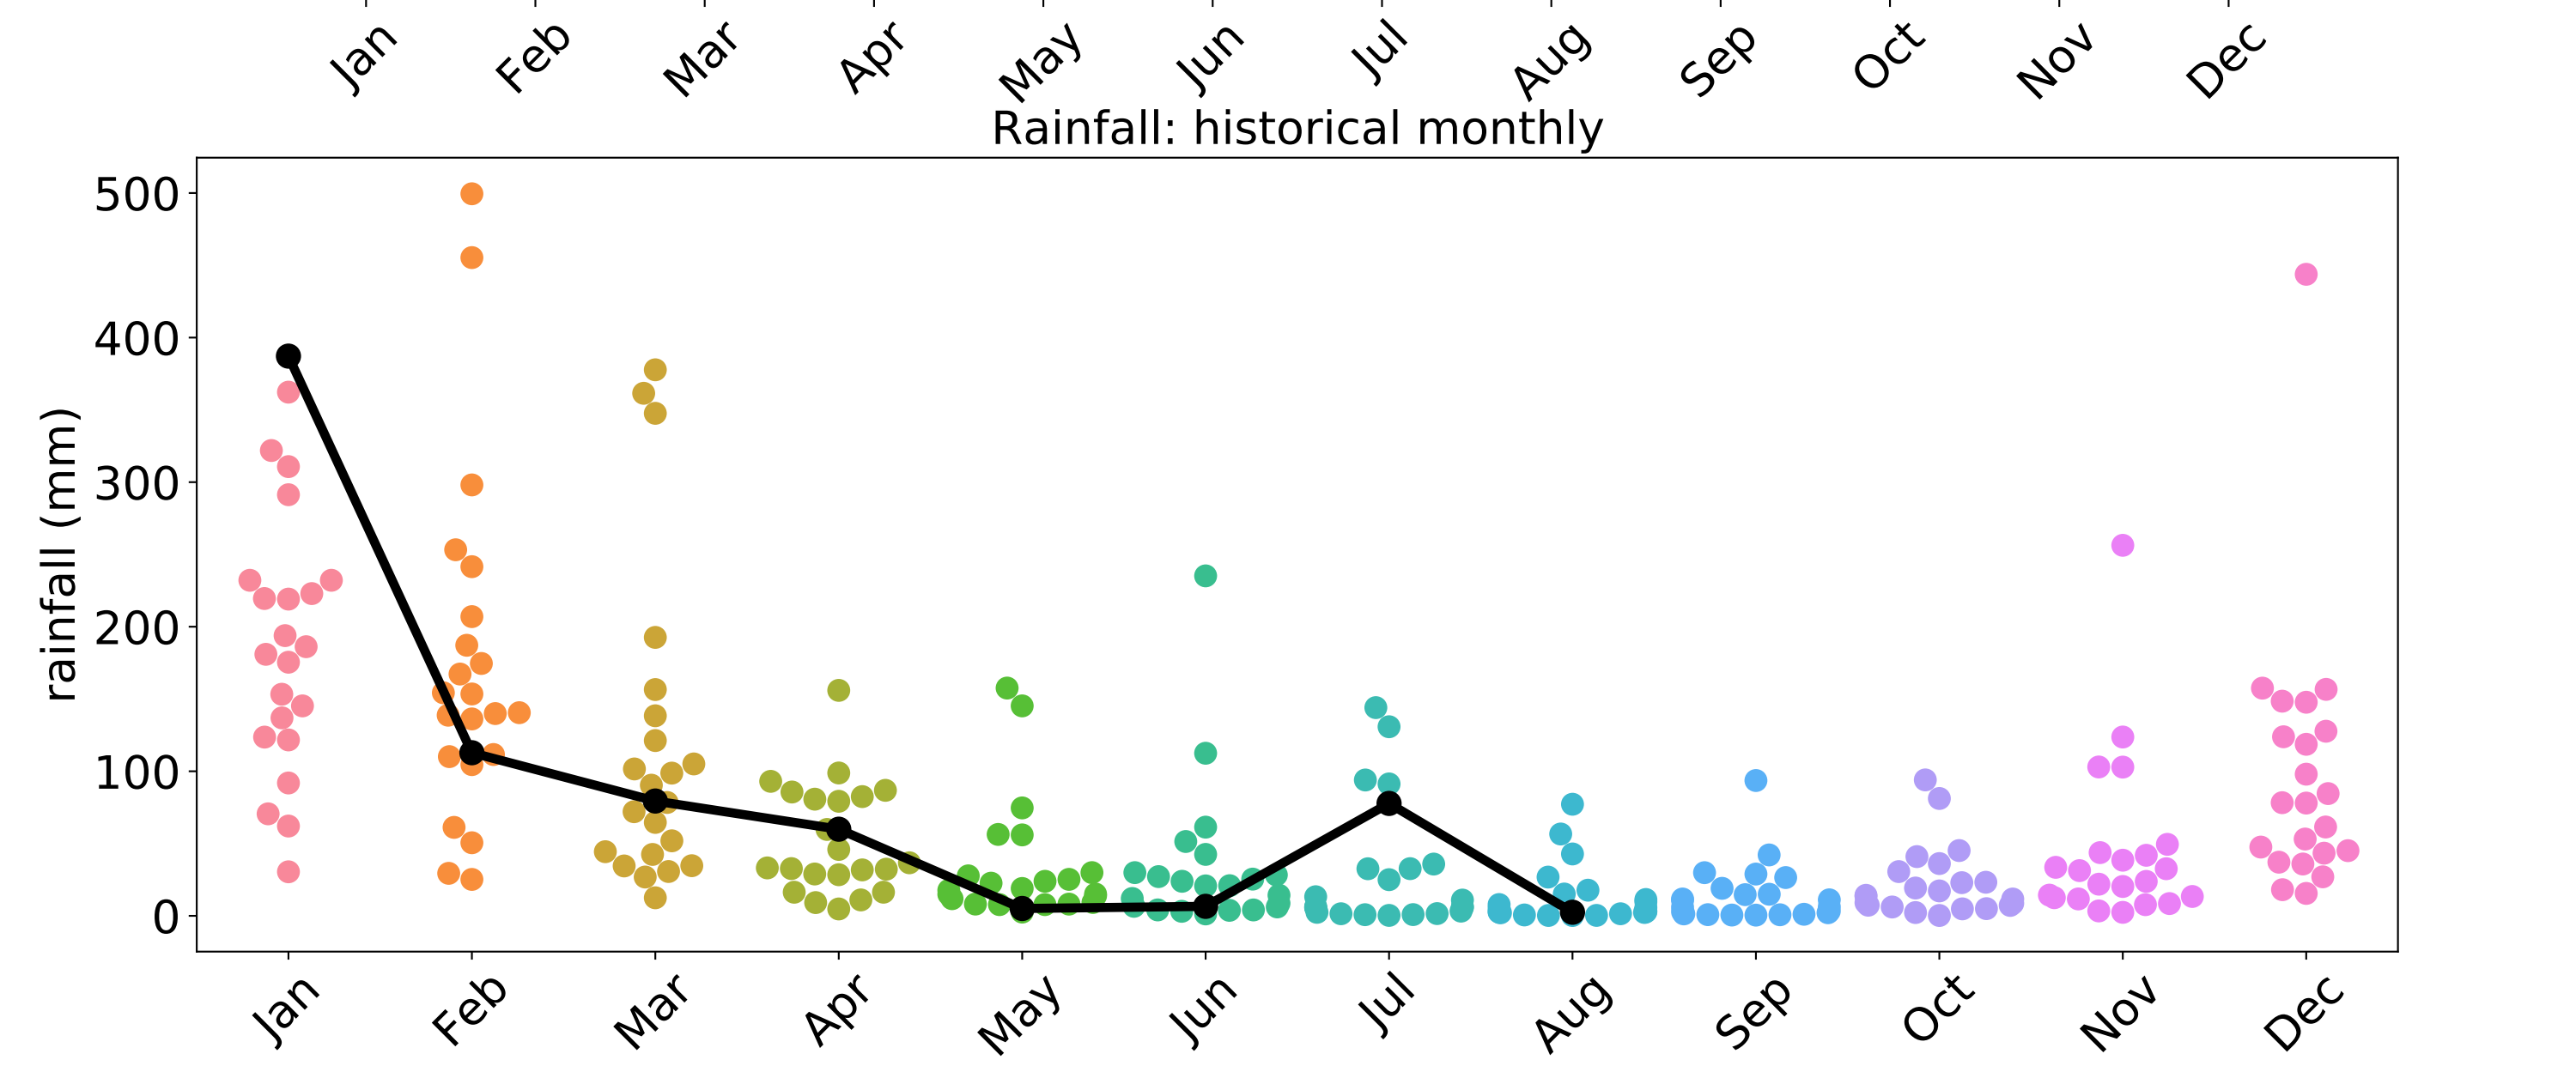 Jan Feb Mar Apr May Jun Jul Aug Sep Oct Nov Dec
Rainfall: historical monthly
500
400
300
200
100
0
rainfall (mm)
Jan Feb Mar Apr May Jun Jul Aug Sep Oct Nov Dec